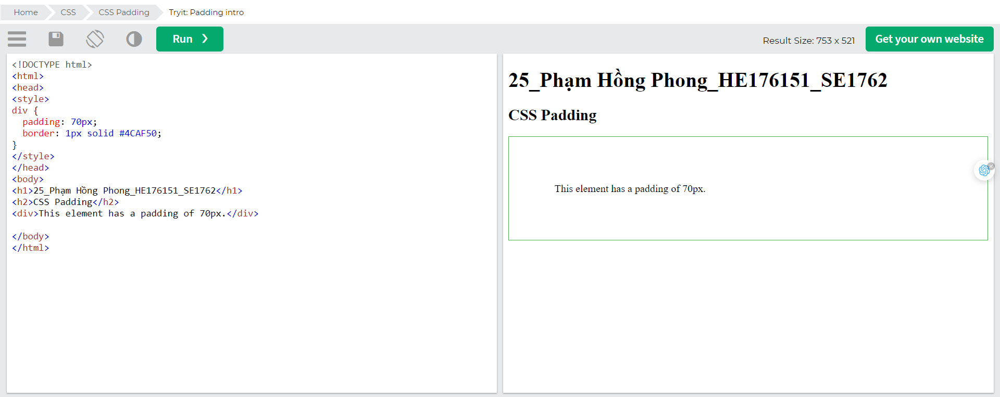 Home CSS CSS Padding Tryit: Padding intro
Run ❯ Result Size: 753 x 521 Get your own website
<!DOCTYPE html>
<html>
<head>
<style>
div {
  padding: 70px;
  border: 1px solid #4CAF50;
}
</style>
</head>
<body>
<h1>25_Phạm Hồng Phong_HE176151_SE1762</h1>
<h2>CSS Padding</h2>
<div>This element has a padding of 70px.</div>

</body>
</html>
25_Phạm Hồng Phong_HE176151_SE1762
CSS Padding
This element has a padding of 70px.